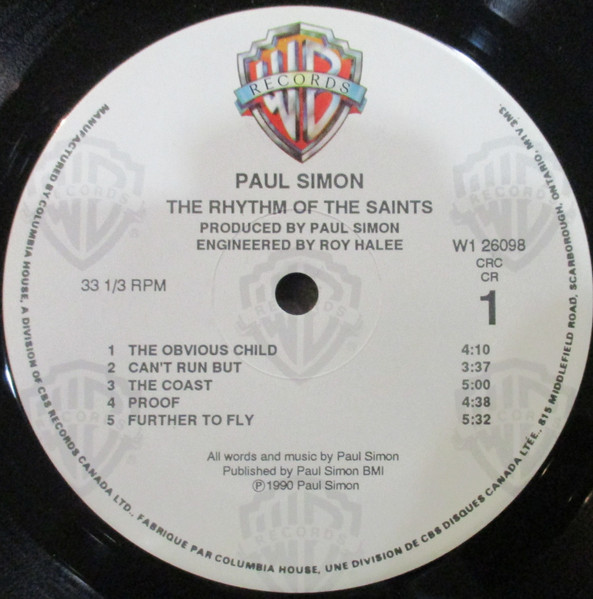 WB
RECORDS
PAUL SIMON
THE RHYTHM OF THE SAINTS
PRODUCED BY PAUL SIMON
ENGINEERED BY ROY HALEE
W1 26098
CRC
CR
1
33 1/3 RPM
1 THE OBVIOUS CHILD 4:10
2 CAN'T RUN BUT 3:37
3 THE COAST 5:00
4 PROOF 4:38
5 FURTHER TO FLY 5:32
All words and music by Paul Simon
Published by Paul Simon BMI
Ⓟ1990 Paul Simon
MANUFACTURED BY COLUMBIA HOUSE, A DIVISION OF CBS RECORDS CANADA LTD., FABRIQUE PAR COLUMBIA HOUSE, UNE DIVISION DE CBS DISQUES CANADA LTÉE., 815 MIDDLEFIELD ROAD, SCARBOROUGH, ONTARIO, M1V 2M3.